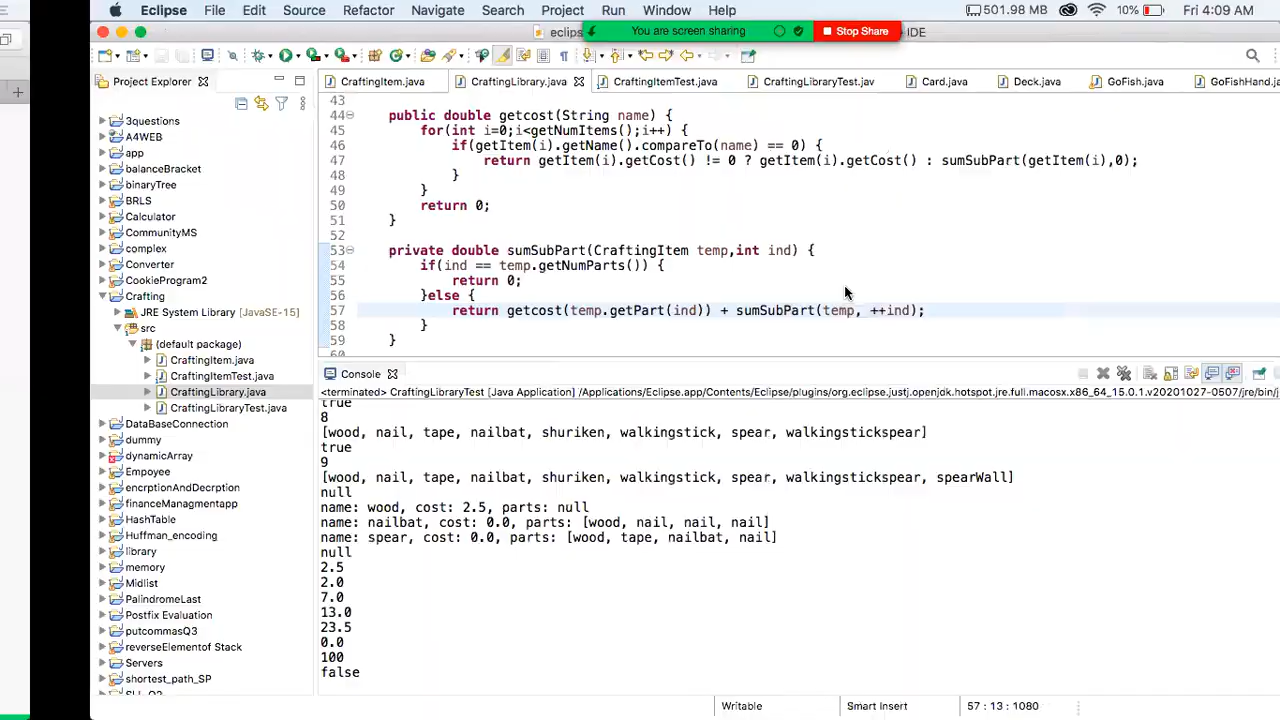 Eclipse File Edit Source Refactor Navigate Search Project Run Window Help 501.98 MB 10% Fri 4:09 AM
eclips You are screen sharing Stop Share IDE
Project Explorer
CraftingItem.java CraftingLibrary.java CraftingItemTest.java CraftingLibraryTest.java Card.java Deck.java GoFish.java GoFishHand.java
3questions
A4WEB
app
balanceBracket
binaryTree
BRLS
Calculator
CommunityMS
complex
Converter
CookieProgram2
Crafting
JRE System Library [JavaSE-15]
src
(default package)
CraftingItem.java
CraftingItemTest.java
CraftingLibrary.java
CraftingLibraryTest.java
DataBaseConnection
dummy
dynamicArray
Empoyee
encrptionAndDecrption
financeManagmentapp
HashTable
Huffman_encoding
library
memory
Midlist
PalindromeLast
Postfix Evaluation
putcommasQ3
reverseElementof Stack
Servers
shortest_path_SP
43
44 public double getcost(String name) {
45 for(int i=0;i<getNumItems();i++) {
46 if(getItem(i).getName().compareTo(name) == 0) {
47 return getItem(i).getCost() != 0 ? getItem(i).getCost() : sumSubPart(getItem(i),0);
48 }
49 }
50 return 0;
51 }
52
53 private double sumSubPart(CraftingItem temp,int ind) {
54 if(ind == temp.getNumParts()) {
55 return 0;
56 }else {
57 return getcost(temp.getPart(ind)) + sumSubPart(temp, ++ind);
58 }
59 }
60
Console
<terminated> CraftingLibraryTest [Java Application] /Applications/Eclipse.app/Contents/Eclipse/plugins/org.eclipse.justj.openjdk.hotspot.jre.full.macosx.x86_64_15.0.1.v20201027-0507/jre/bin/j
true
8
[wood, nail, tape, nailbat, shuriken, walkingstick, spear, walkingstickspear]
true
9
[wood, nail, tape, nailbat, shuriken, walkingstick, spear, walkingstickspear, spearWall]
null
name: wood, cost: 2.5, parts: null
name: nailbat, cost: 0.0, parts: [wood, nail, nail, nail]
name: spear, cost: 0.0, parts: [wood, tape, nailbat, nail]
null
2.5
2.0
7.0
13.0
23.5
0.0
100
false
Writable Smart Insert 57 : 13 : 1080